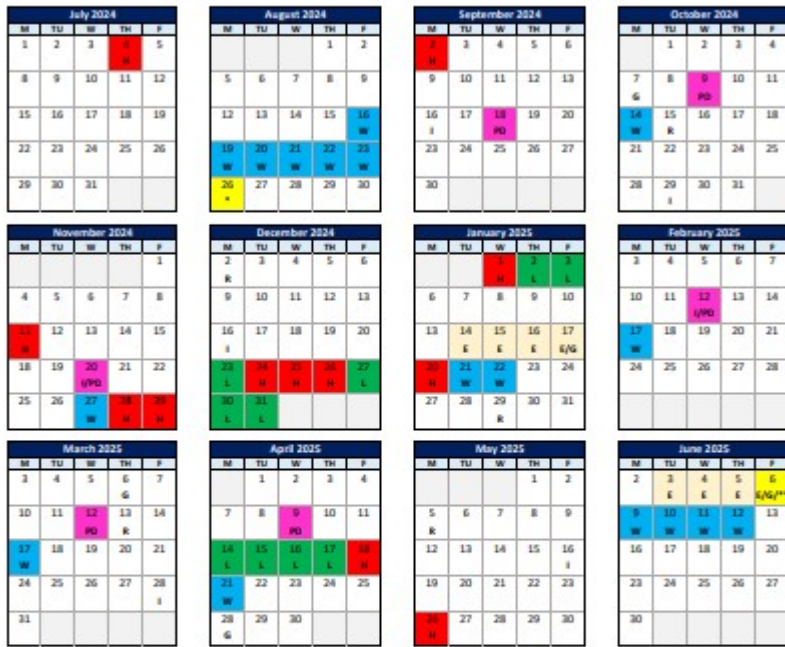 July 2024
M TU W TH F
1 2 3 4 5
H
8 9 10 11 12
15 16 17 18 19
22 23 24 25 26
29 30 31
August 2024
M TU W TH F
1 2
5 6 7 8 9
12 13 14 15 16
W
19 20 21 22 23
W W W W W
26 27 28 29 30
*
September 2024
M TU W TH F
2 3 4 5 6
H
9 10 11 12 13
16 17 18 19 20
I PD
23 24 25 26 27
30
October 2024
M TU W TH F
1 2 3 4
7 8 9 10 11
G PD
14 15 16 17 18
W R
21 22 23 24 25
28 29 30 31
I
November 2024
M TU W TH F
1
4 5 6 7 8
11 12 13 14 15
H
18 19 20 21 22
I/PD
25 26 27 28 29
W H H
December 2024
M TU W TH F
2 3 4 5 6
R
9 10 11 12 13
16 17 18 19 20
I
23 24 25 26 27
L H H H L
30 31
L L
January 2025
M TU W TH F
1 2 3
H L L
6 7 8 9 10
13 14 15 16 17
E E E E/G
20 21 22 23 24
H W W
27 28 29 30 31
R
February 2025
M TU W TH F
3 4 5 6 7
10 11 12 13 14
I/PD
17 18 19 20 21
W
24 25 26 27 28
March 2025
M TU W TH F
3 4 5 6 7
G
10 11 12 13 14
PD R
17 18 19 20 21
W
24 25 26 27 28
I
31
April 2025
M TU W TH F
1 2 3 4
7 8 9 10 11
PD
14 15 16 17 18
L L L L H
21 22 23 24 25
W
28 29 30
G
May 2025
M TU W TH F
1 2
5 6 7 8 9
R
12 13 14 15 16
I
19 20 21 22 23
26 27 28 29 30
H
June 2025
M TU W TH F
2 3 4 5 6
E E E E/G/**
9 10 11 12 13
W W W W
16 17 18 19 20
23 24 25 26 27
30